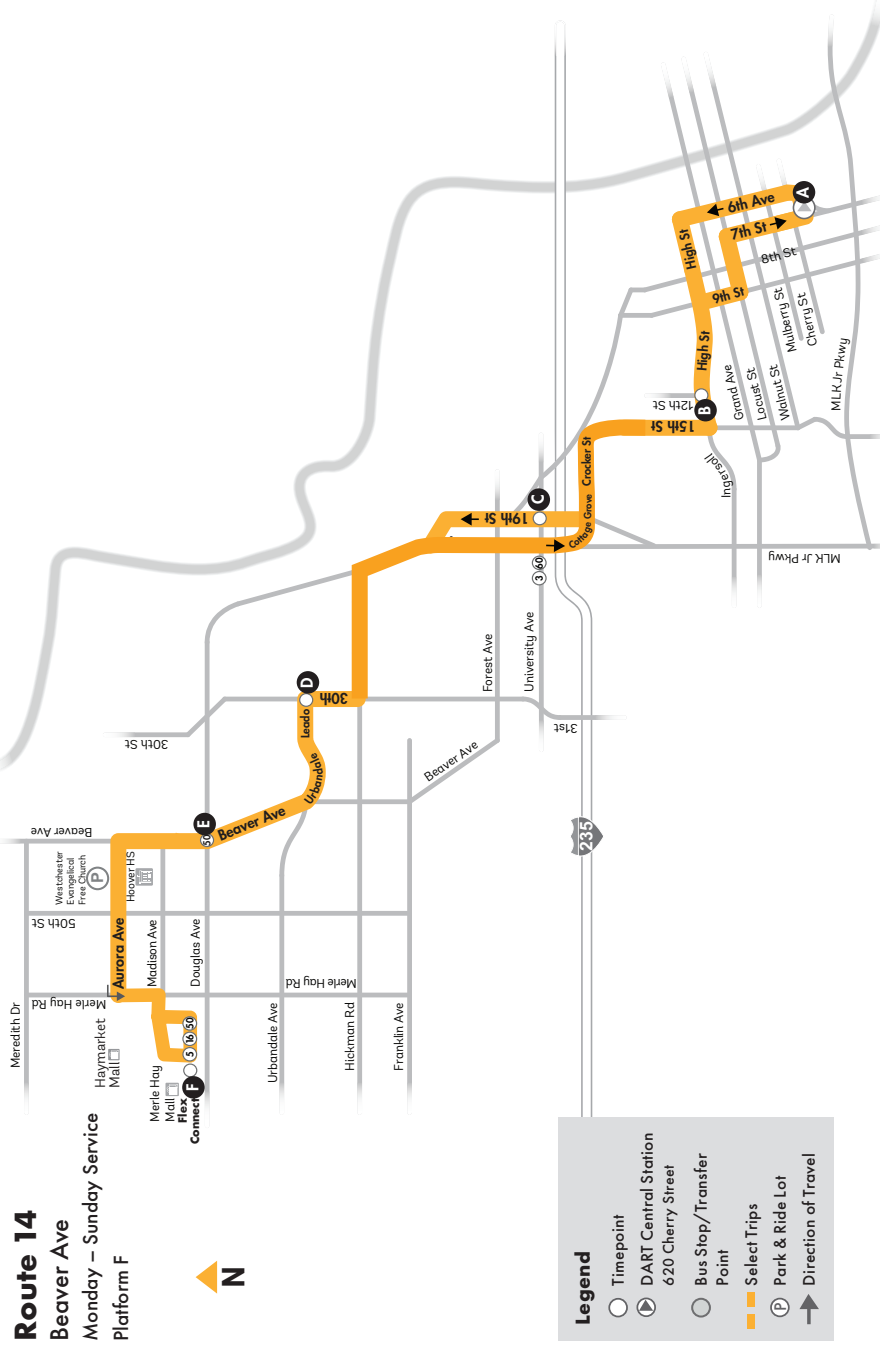 Route 14
Beaver Ave
Monday – Sunday Service
Platform F
N
Meredith Dr
Haymarket
Mall
Merle Hay
Mall
Flex
Connect
F
5
16
50
Merle Hay Rd
Aurora Ave
Madison Ave
Douglas Ave
Urbandale Ave
Merle Hay Rd
Hickman Rd
Franklin Ave
50th St
Westchester
Evangelical
Free Church
P
Hoover HS
Beaver Ave
50
E
Beaver Ave
Urbandale
Leado
D
30th
30th St
Beaver Ave
Forest Ave
University Ave
31st
235
3
60
C
19th St
Cottage Grove
Crocker St
MLK Jr Pkwy
15th St
Ingersoll
B
12th St
High St
Grand Ave
Locust St
Walnut St
MLK Jr Pkwy
Mulberry St
Cherry St
9th St
8th St
High St
7th St
6th Ave
A
Legend
Timepoint
DART Central Station
620 Cherry Street
Bus Stop/Transfer
Point
Select Trips
P Park & Ride Lot
Direction of Travel